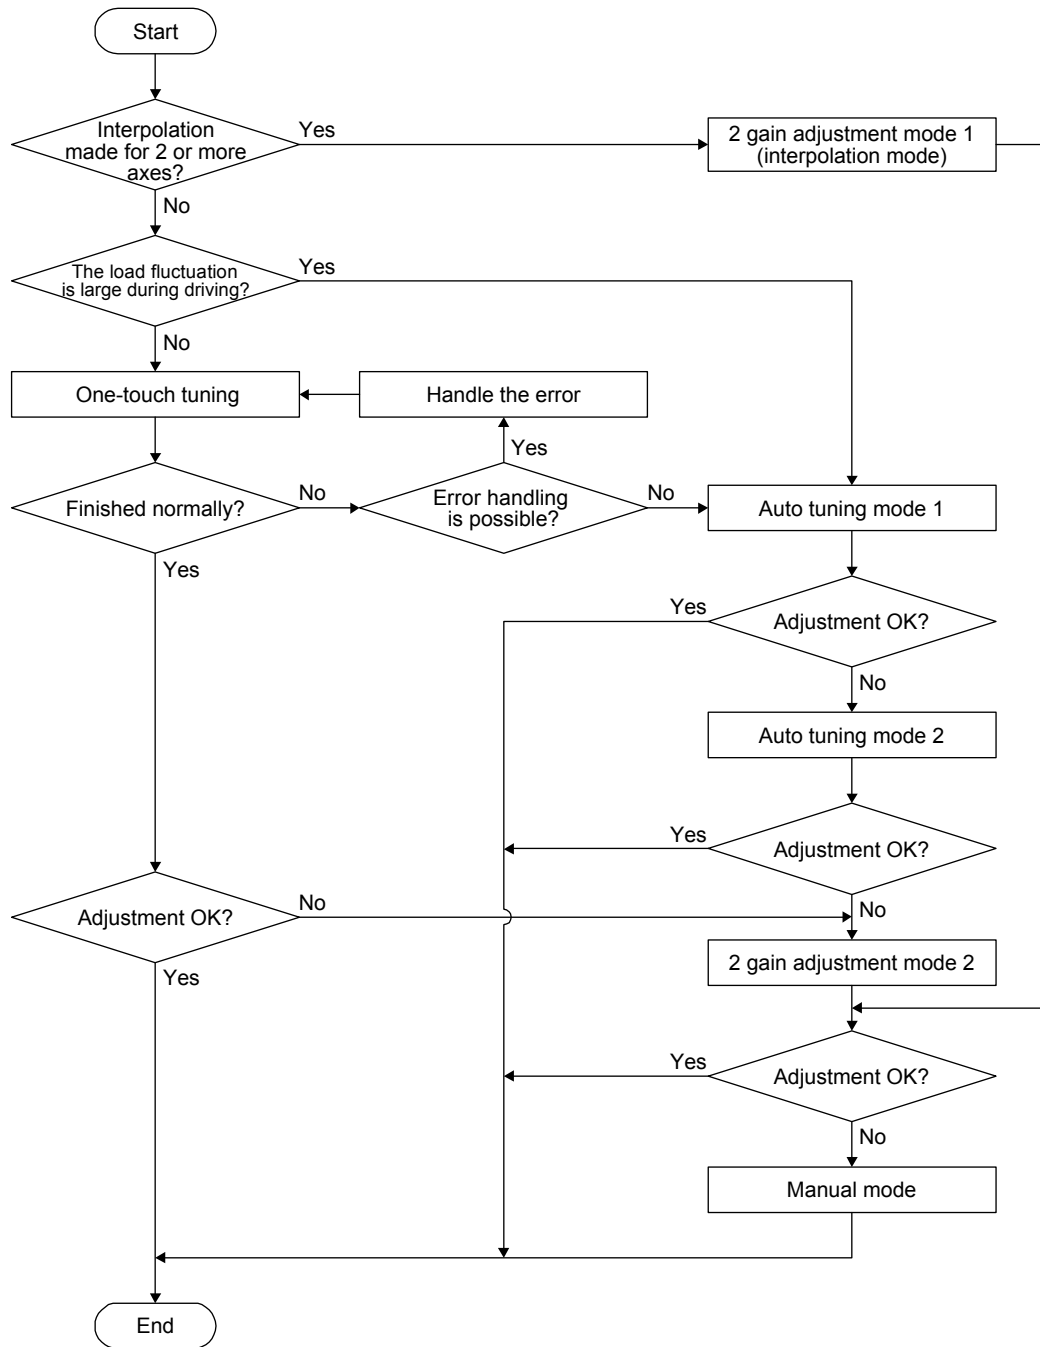 Start
Interpolation
made for 2 or more
axes?
Yes
2 gain adjustment mode 1
(interpolation mode)
No
The load fluctuation
is large during driving?
Yes
No
One-touch tuning
Handle the error
Yes
Finished normally?
No
Error handling
is possible?
No
Auto tuning mode 1
Yes
Yes
Adjustment OK?
No
Auto tuning mode 2
Yes
Adjustment OK?
No
Adjustment OK?
No
Yes
2 gain adjustment mode 2
Yes
Adjustment OK?
No
Manual mode
End